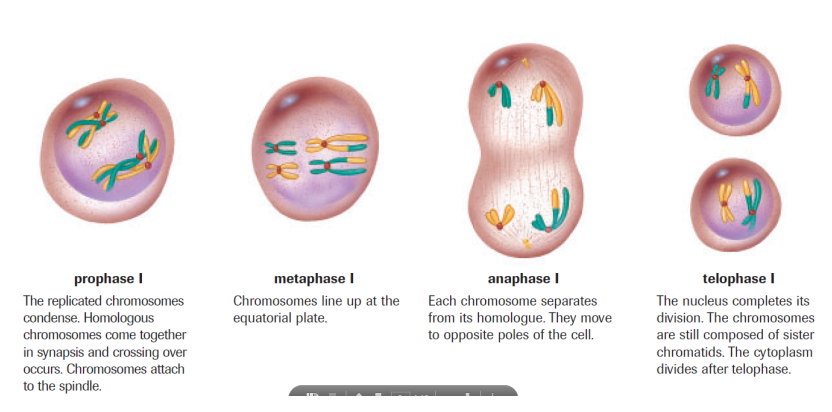 prophase I
The replicated chromosomes
condense. Homologous
chromosomes come together
in synapsis and crossing over
occurs. Chromosomes attach
to the spindle.
metaphase I
Chromosomes line up at the
equatorial plate.
anaphase I
Each chromosome separates
from its homologue. They move
to opposite poles of the cell.
telophase I
The nucleus completes its
division. The chromosomes
are still composed of sister
chromatids. The cytoplasm
divides after telophase.